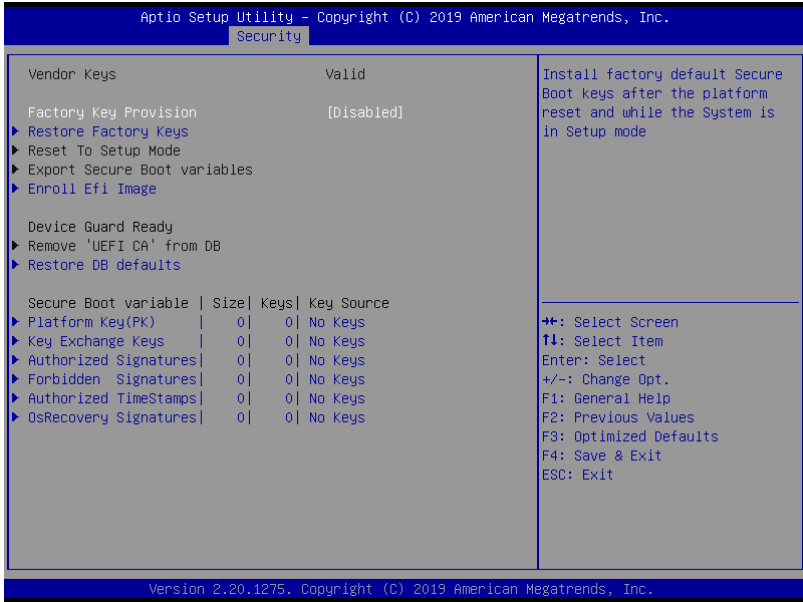 Aptio Setup Utility – Copyright (C) 2019 American Megatrends, Inc.
Security
Vendor Keys Valid
Factory Key Provision [Disabled]
Restore Factory Keys
Reset To Setup Mode
Export Secure Boot variables
Enroll Efi Image
Device Guard Ready
Remove 'UEFI CA' from DB
Restore DB defaults
Secure Boot variable | Size| Keys| Key Source
Platform Key(PK) | 0| 0| No Keys
Key Exchange Keys | 0| 0| No Keys
Authorized Signatures| 0| 0| No Keys
Forbidden Signatures| 0| 0| No Keys
Authorized TimeStamps| 0| 0| No Keys
OsRecovery Signatures| 0| 0| No Keys
Install factory default Secure
Boot keys after the platform
reset and while the System is
in Setup mode
→←: Select Screen
↑↓: Select Item
Enter: Select
+/-: Change Opt.
F1: General Help
F2: Previous Values
F3: Optimized Defaults
F4: Save & Exit
ESC: Exit
Version 2.20.1275. Copyright (C) 2019 American Megatrends, Inc.